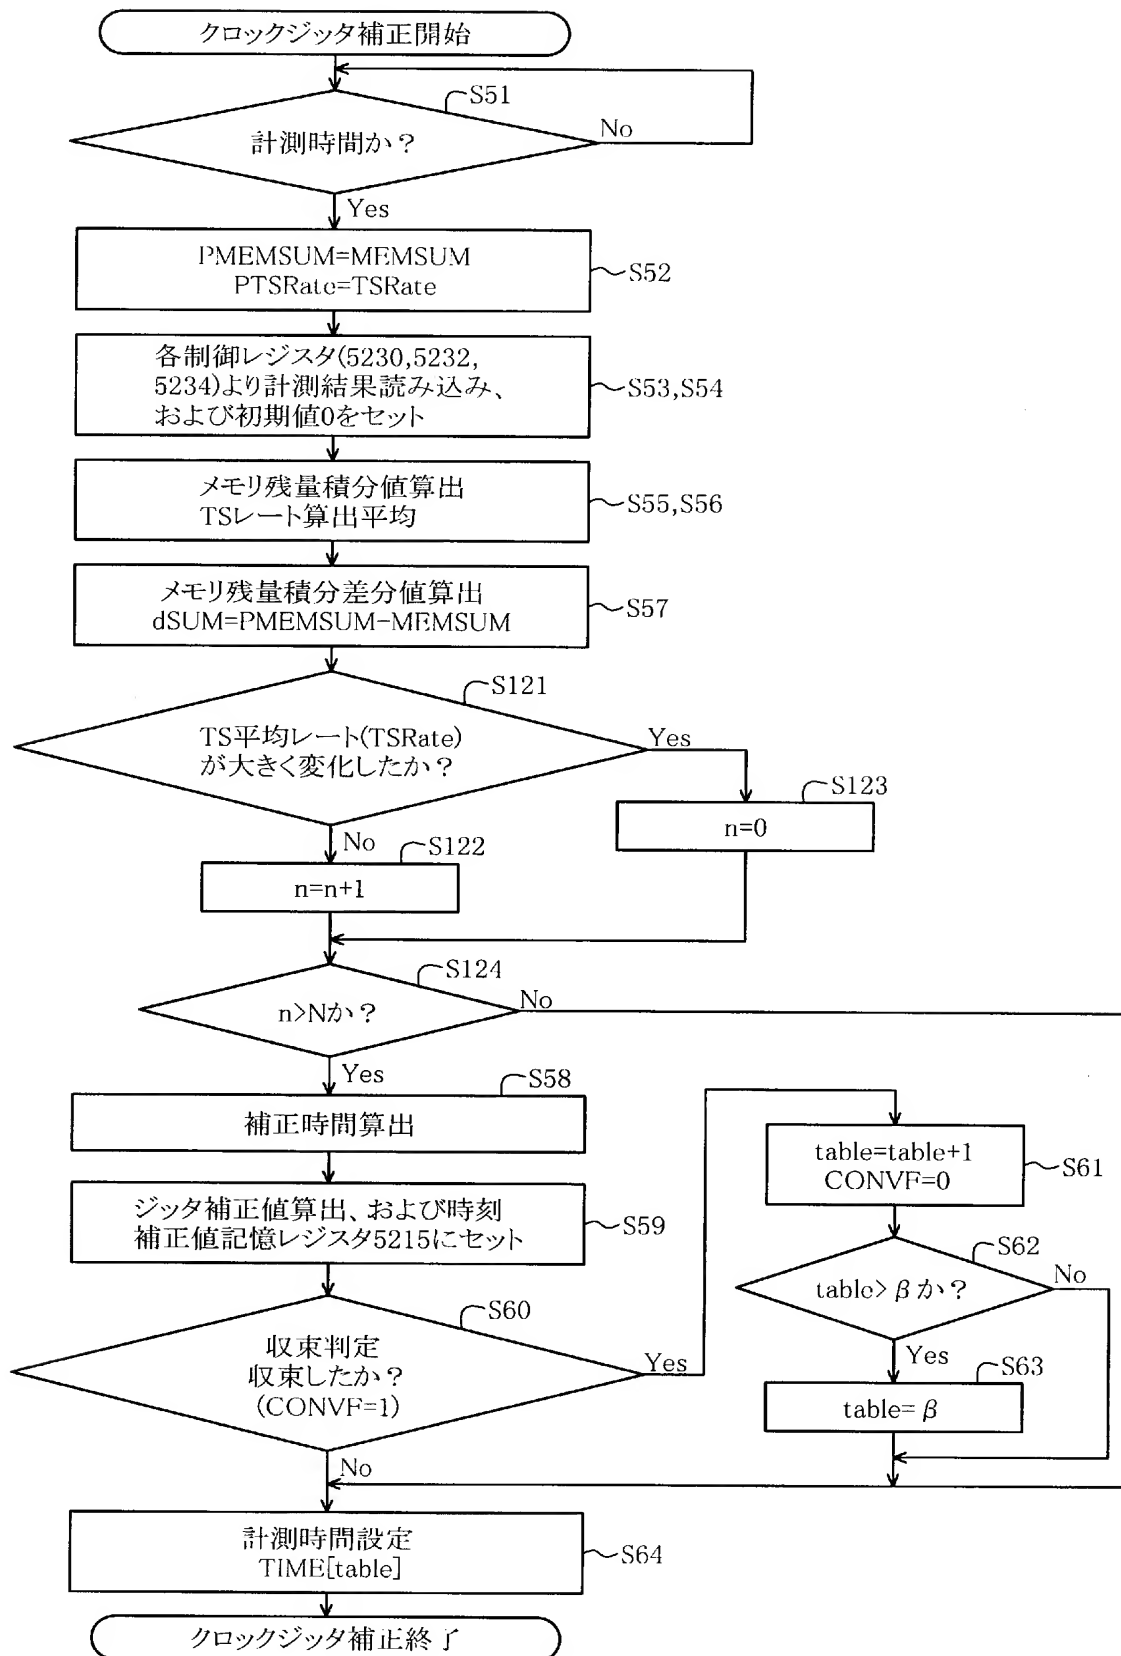 クロックジッタ補正開始
S51
計測時間か?
No
Yes
PMEMSUM=MEMSUM
PTSRate=TSRate
S52
各制御レジスタ(5230,5232,
5234)より計測結果読み込み、
および初期値0をセット
S53,S54
メモリ残量積分値算出
TSレート算出平均
S55,S56
メモリ残量積分差分値算出
dSUM=PMEMSUM-MEMSUM
S57
S121
TS平均レート(TSRate)
が大きく変化したか?
Yes
S123
n=0
No
S122
n=n+1
S124
n>Nか?
No
Yes
S58
補正時間算出
table=table+1
CONVF=0
S61
ジッタ補正値算出、および時刻
補正値記憶レジスタ5215にセット
S59
S62
table>βか?
No
S60
収束判定
収束したか?
(CONVF=1)
Yes
Yes
S63
table=β
No
計測時間設定
TIME[table]
S64
クロックジッタ補正終了